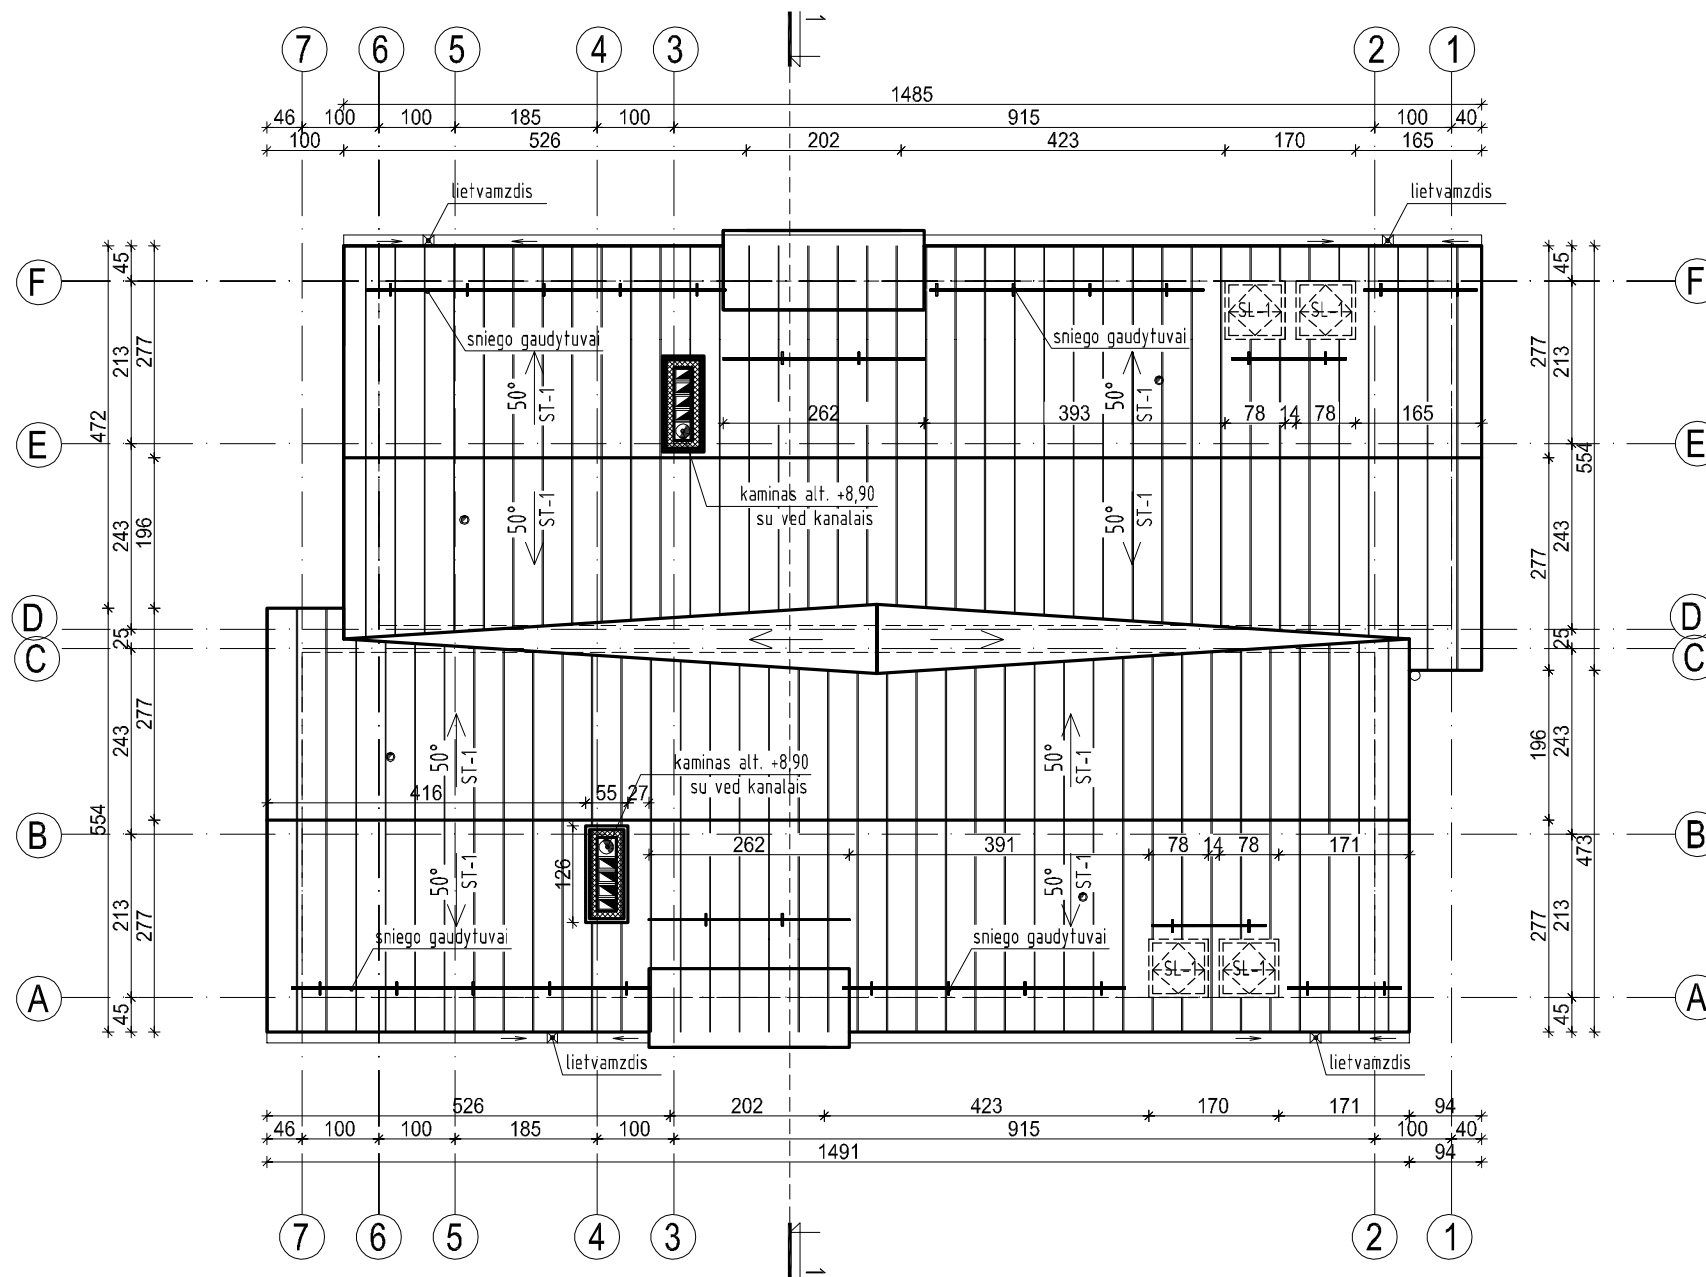 1
7 6 5 4 3 2 1
1485
46 100 100 185 100 915 100 40
100 526 202 423 170 165
lietvamzdis lietvamzdis
F F
45 45
SL-1 SL-1
sniego gaudytuvai sniego gaudytuvai
213 277 277 213
50° ST-1 50° ST-1
472
262 393 78 14 78 165
E E
554
kaminas alt. +8,90
su ved kanalais
50° ST-1 50° ST-1
243 196 277 243
D D
25 25
C C
277
243 196 243
50° ST-1 50° ST-1
kaminas alt. +8,90
su ved kanalais
416 55 27
554
B B
473
262 391 78 14 78 171
126
50° ST-1 50° ST-1
213 277 277 213
sniego gaudytuvai sniego gaudytuvai
SL-1 SL-1
A A
45 45
lietvamzdis lietvamzdis
526 202 423 170 171 94
46 100 100 185 100 915 100 40
1491 94
7 6 5 4 3 2 1
1